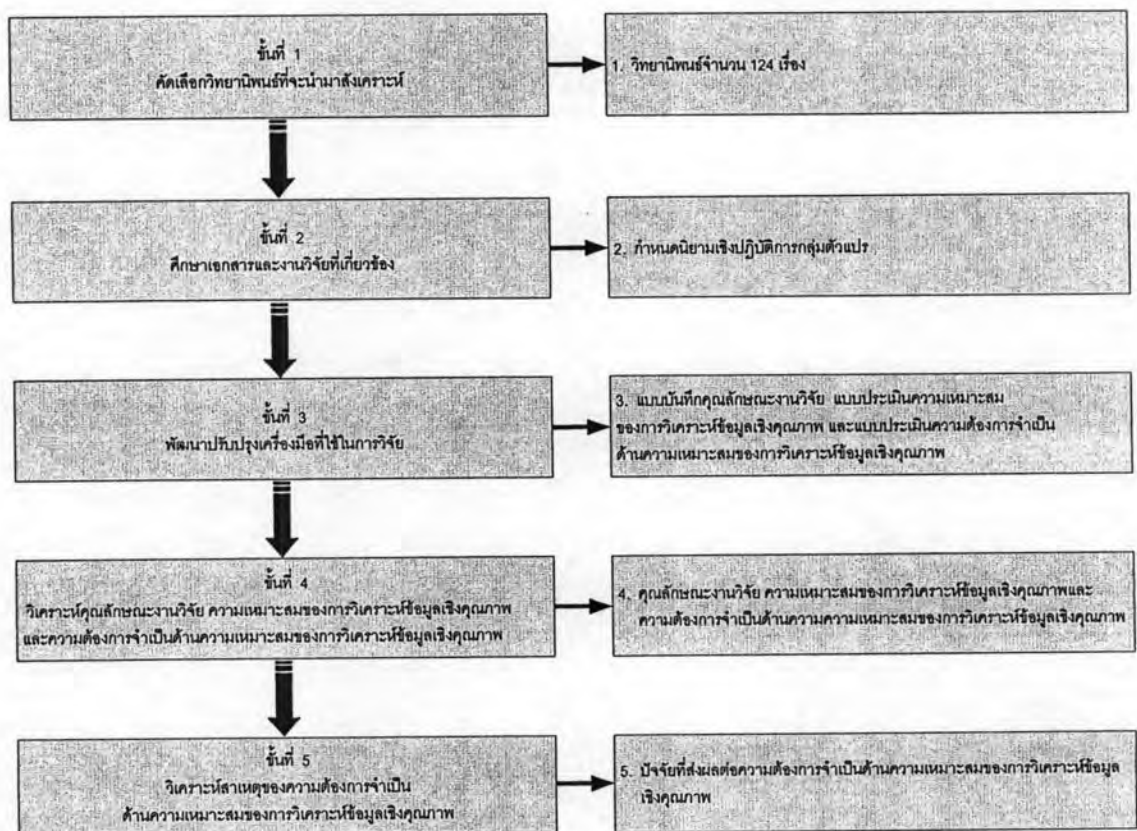 ขั้นที่ 1
คัดเลือกวิทยานิพนธ์ที่จะนำมาสังเคราะห์
1. วิทยานิพนธ์จำนวน 124 เรื่อง
ขั้นที่ 2
ศึกษาเอกสารและงานวิจัยที่เกี่ยวข้อง
2. กำหนดนิยามเชิงปฏิบัติการกลุ่มตัวแปร
ขั้นที่ 3
พัฒนาปรับปรุงเครื่องมือที่ใช้ในการวิจัย
3. แบบบันทึกคุณลักษณะงานวิจัย แบบประเมินความเหมาะสม
ของการวิเคราะห์ข้อมูลเชิงคุณภาพ และแบบประเมินความต้องการจำเป็น
ด้านความเหมาะสมของการวิเคราะห์ข้อมูลเชิงคุณภาพ
ขั้นที่ 4
วิเคราะห์คุณลักษณะงานวิจัย ความเหมาะสมของการวิเคราะห์ข้อมูลเชิงคุณภาพ
และความต้องการจำเป็นด้านความเหมาะสมของการวิเคราะห์ข้อมูลเชิงคุณภาพ
4. คุณลักษณะงานวิจัย ความเหมาะสมของการวิเคราะห์ข้อมูลเชิงคุณภาพและ
ความต้องการจำเป็นด้านความความเหมาะสมของการวิเคราะห์ข้อมูลเชิงคุณภาพ
ขั้นที่ 5
วิเคราะห์สาเหตุของความต้องการจำเป็น
ด้านความเหมาะสมของการวิเคราะห์ข้อมูลเชิงคุณภาพ
5. ปัจจัยที่ส่งผลต่อความต้องการจำเป็นด้านความเหมาะสมของการวิเคราะห์ข้อมูล
เชิงคุณภาพ